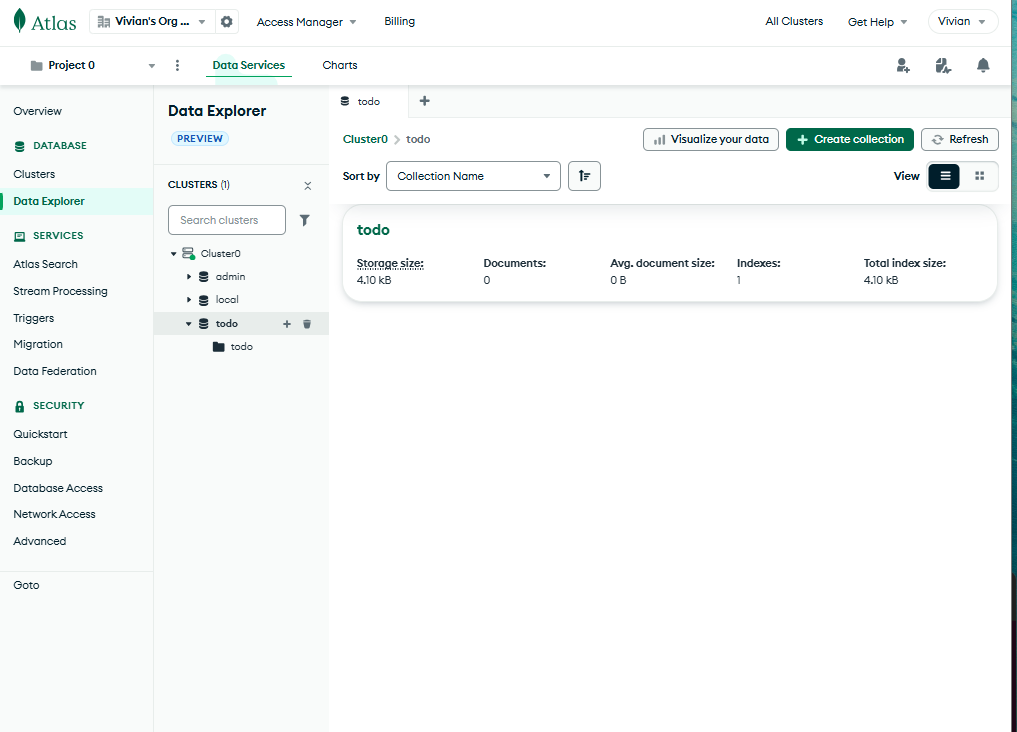 Atlas
Vivian's Org ...
Access Manager
Billing
All Clusters
Get Help
Vivian
Project 0
Data Services
Charts
Overview
DATABASE
Clusters
Data Explorer
SERVICES
Atlas Search
Stream Processing
Triggers
Migration
Data Federation
SECURITY
Quickstart
Backup
Database Access
Network Access
Advanced
Goto
Data Explorer
PREVIEW
CLUSTERS (1)
Search clusters
Cluster0
admin
local
todo
todo
todo
Cluster0 > todo
Visualize your data
Create collection
Refresh
Sort by
Collection Name
View
todo
Storage size: Documents: Avg. document size: Indexes: Total index size:
4.10 kB 0 0 B 1 4.10 kB